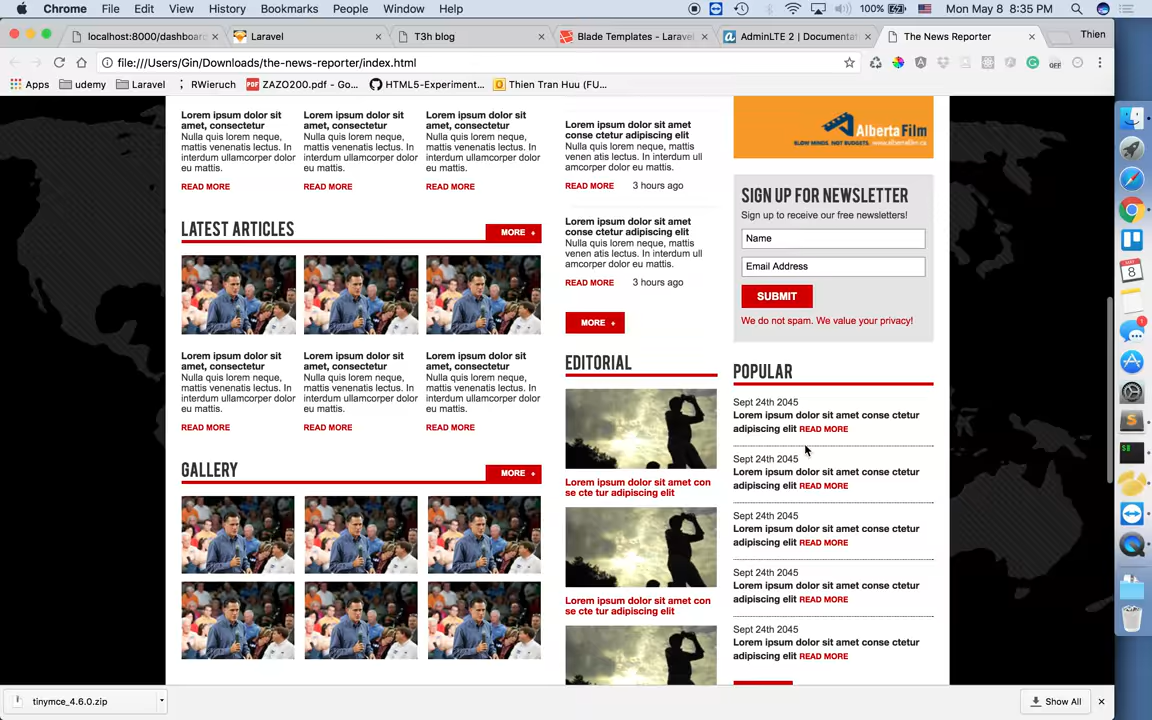 Chrome File Edit View History Bookmarks People Window Help
100% Mon May 8 8:35 PM
localhost:8000/dashboard
Laravel
T3h blog
Blade Templates - Laravel
AdminLTE 2 | Documentat
The News Reporter
Thien
file:///Users/Gin/Downloads/the-news-reporter/index.html
Apps udemy Laravel RWieruch ZAZO200.pdf - Go... HTML5-Experiment... Thien Tran Huu (FU...
Lorem ipsum dolor sit
amet, consectetur
Nulla quis lorem neque,
mattis venenatis lectus. In
interdum ullamcorper dolor
eu mattis.
READ MORE
Lorem ipsum dolor sit
amet, consectetur
Nulla quis lorem neque,
mattis venenatis lectus. In
interdum ullamcorper dolor
eu mattis.
READ MORE
Lorem ipsum dolor sit
amet, consectetur
Nulla quis lorem neque,
mattis venenatis lectus. In
interdum ullamcorper dolor
eu mattis.
READ MORE
LATEST ARTICLES
MORE +
Lorem ipsum dolor sit
amet, consectetur
Nulla quis lorem neque,
mattis venenatis lectus. In
interdum ullamcorper dolor
eu mattis.
READ MORE
Lorem ipsum dolor sit
amet, consectetur
Nulla quis lorem neque,
mattis venenatis lectus. In
interdum ullamcorper dolor
eu mattis.
READ MORE
Lorem ipsum dolor sit
amet, consectetur
Nulla quis lorem neque,
mattis venenatis lectus. In
interdum ullamcorper dolor
eu mattis.
READ MORE
GALLERY
MORE +
Lorem ipsum dolor sit
conse ctetur adipiscing elit
Nulla quis lorem neque, mattis
venen atis lectus. In interdum ull
amcorper dolor eu mattis.
READ MORE 3 hours ago
Lorem ipsum dolor sit
conse ctetur adipiscing elit
Nulla quis lorem neque, mattis
venen atis lectus. In interdum ull
amcorper dolor eu mattis.
READ MORE 3 hours ago
MORE +
EDITORIAL
Lorem ipsum dolor sit amet con
se cte tur adipiscing elit
Lorem ipsum dolor sit amet con
se cte tur adipiscing elit
AlbertaFilm
SLOW MINDS. NOT BUDGETS. www.albertafilm.ca
SIGN UP FOR NEWSLETTER
Sign up to receive our free newsletters!
Name
Email Address
SUBMIT
We do not spam. We value your privacy!
POPULAR
Sept 24th 2045
Lorem ipsum dolor sit amet conse ctetur
adipiscing elit READ MORE
Sept 24th 2045
Lorem ipsum dolor sit amet conse ctetur
adipiscing elit READ MORE
Sept 24th 2045
Lorem ipsum dolor sit amet conse ctetur
adipiscing elit READ MORE
Sept 24th 2045
Lorem ipsum dolor sit amet conse ctetur
adipiscing elit READ MORE
Sept 24th 2045
Lorem ipsum dolor sit amet conse ctetur
adipiscing elit READ MORE
tinymce_4.6.0.zip
Show All